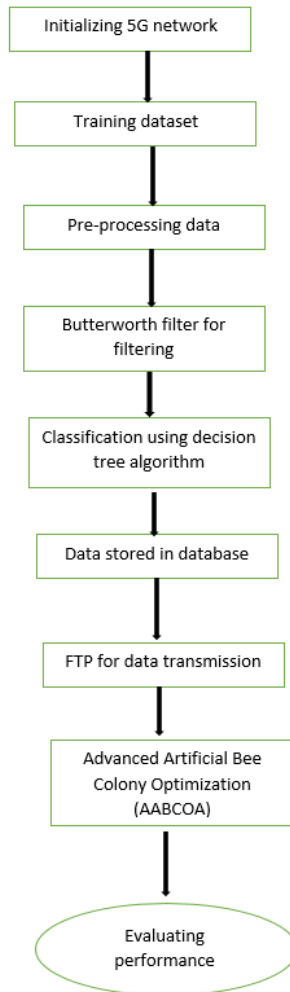 Initializing 5G network
Training dataset
Pre-processing data
Butterworth filter for
filtering
Classification using decision
tree algorithm
Data stored in database
FTP for data transmission
Advanced Artificial Bee
Colony Optimization
(AABCOA)
Evaluating
performance